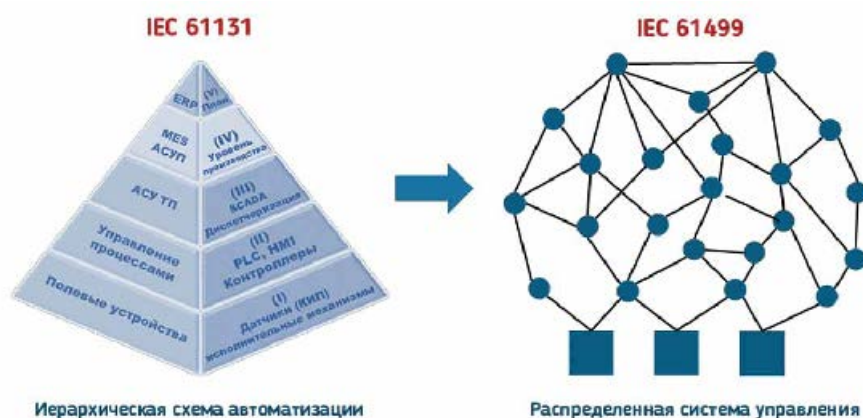 IEC 61131
IEC 61499
ERP
(V)
План
MES
АСУП
(IV)
Уровень
производства
АСУ ТП
(III)
SCADA
Диспетчеризация
Управление
процессами
(II)
PLC, HMI
Контроллеры
Полевые устройства
(I)
Датчики (КИП)
исполнительные механизмы
Иерархическая схема автоматизации
Распределенная система управления